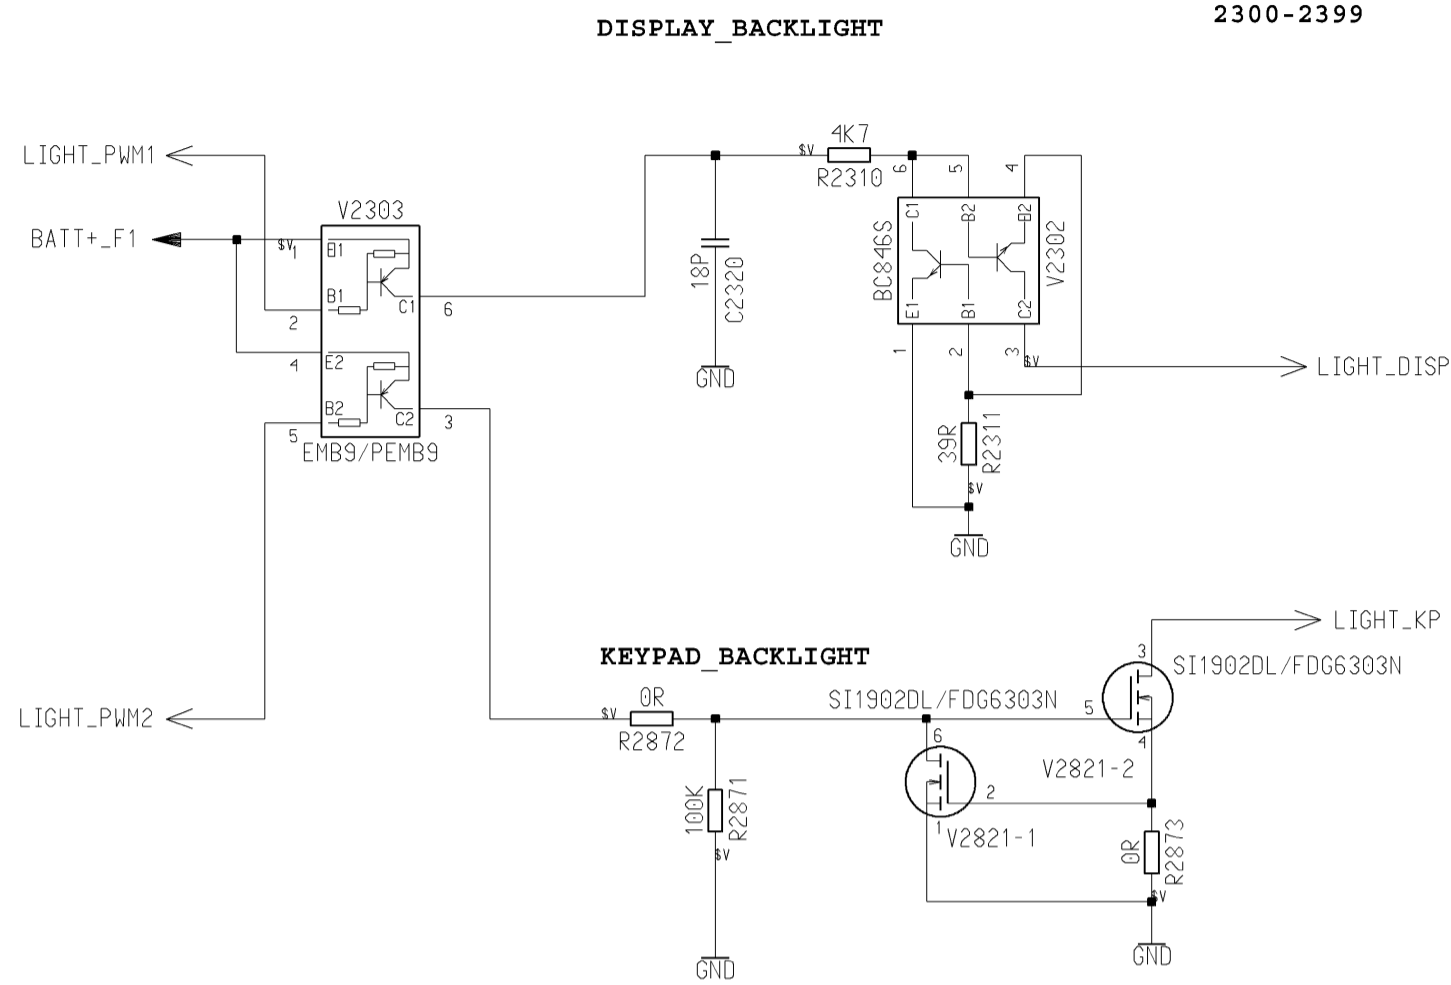 2300-2399
DISPLAY_BACKLIGHT
LIGHT_PWM1
BATT+_F1
V2303
$V
1
E1
B1
2
C1
6
4
E2
B2
5
C2
3
EMB9/PEMB9
LIGHT_PWM2
18P
C2320
GND
$V
4K7
R2310
6
5
4
C1
B2
B2
BC846S
V2302
E1
B1
C2
1
2
3
$V
LIGHT_DISP
39R
R2311
$V
GND
KEYPAD_BACKLIGHT
LIGHT_KP
3
SI1902DL/FDG6303N
5
4
V2821-2
$V
0R
R2872
SI1902DL/FDG6303N
6
2
1
V2821-1
100K
R2871
$V
GND
0R
R2873
$V
GND